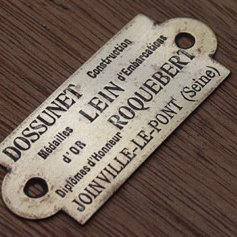 DOSSUNET
Construction
d'Embarcations
Médailles
d'OR
LEIN
ROQUEBERT
Diplômes d'Honneur
JOINVILLE-LE-PONT (Seine)